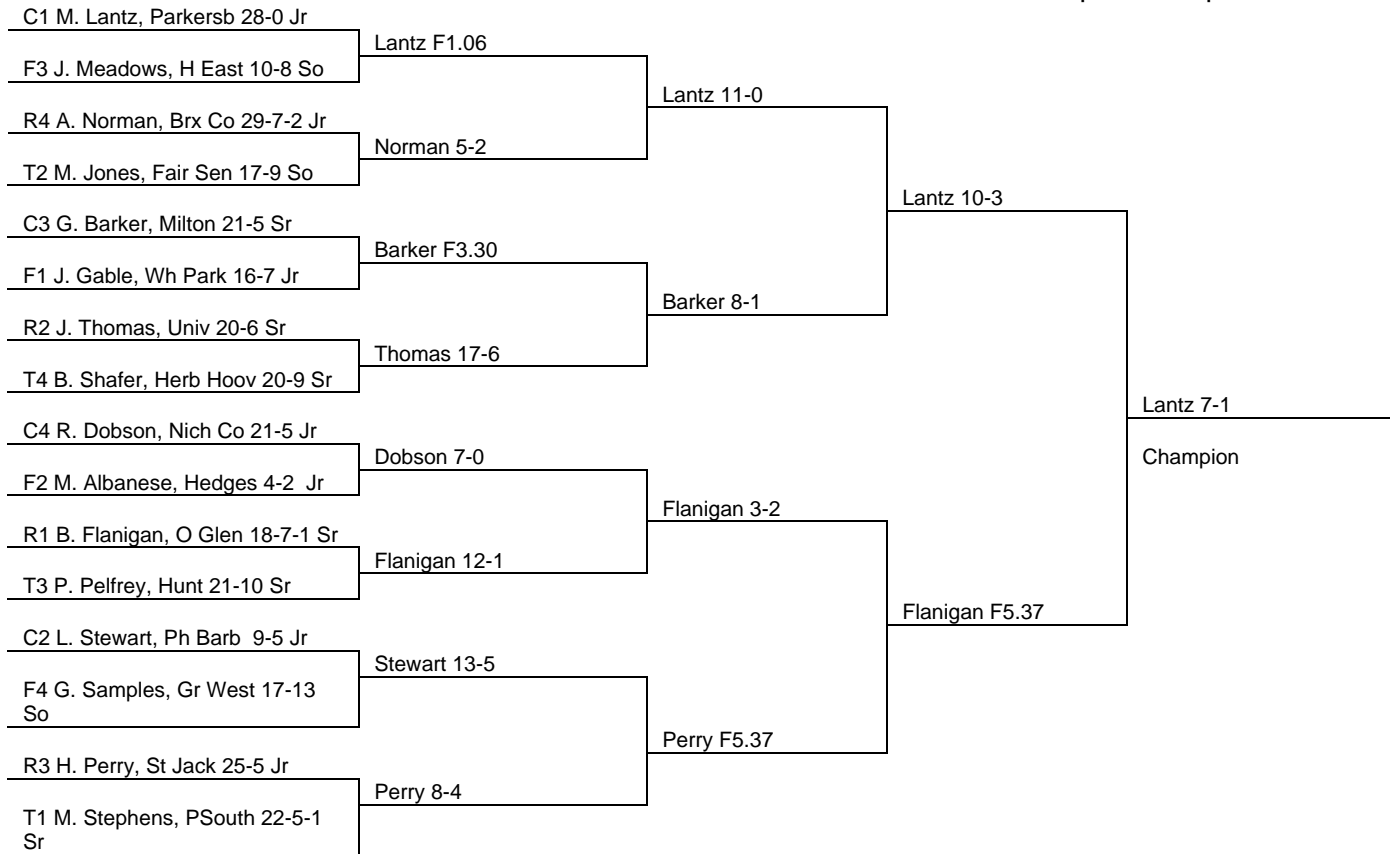 C1 M. Lantz, Parkersb 28-0 Jr
Lantz F1.06
F3 J. Meadows, H East 10-8 So
Lantz 11-0
R4 A. Norman, Brx Co 29-7-2 Jr
Norman 5-2
T2 M. Jones, Fair Sen 17-9 So
Lantz 10-3
C3 G. Barker, Milton 21-5 Sr
Barker F3.30
F1 J. Gable, Wh Park 16-7 Jr
Barker 8-1
R2 J. Thomas, Univ 20-6 Sr
Thomas 17-6
T4 B. Shafer, Herb Hoov 20-9 Sr
Lantz 7-1
C4 R. Dobson, Nich Co 21-5 Jr
Dobson 7-0
Champion
F2 M. Albanese, Hedges 4-2  Jr
Flanigan 3-2
R1 B. Flanigan, O Glen 18-7-1 Sr
Flanigan 12-1
T3 P. Pelfrey, Hunt 21-10 Sr
Flanigan F5.37
C2 L. Stewart, Ph Barb  9-5 Jr
Stewart 13-5
F4 G. Samples, Gr West 17-13
So
Perry F5.37
R3 H. Perry, St Jack 25-5 Jr
Perry 8-4
T1 M. Stephens, PSouth 22-5-1
Sr